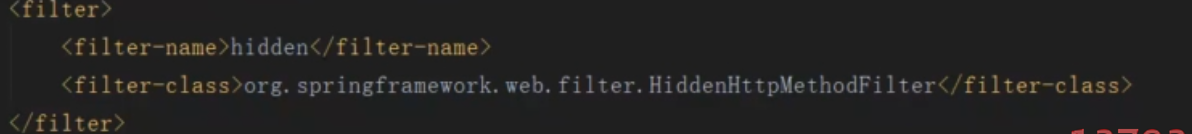 <filter>
<filter-name>hidden</filter-name>
<filter-class>org.springframework.web.filter.HiddenHttpMethodFilter</filter-class>
</filter>